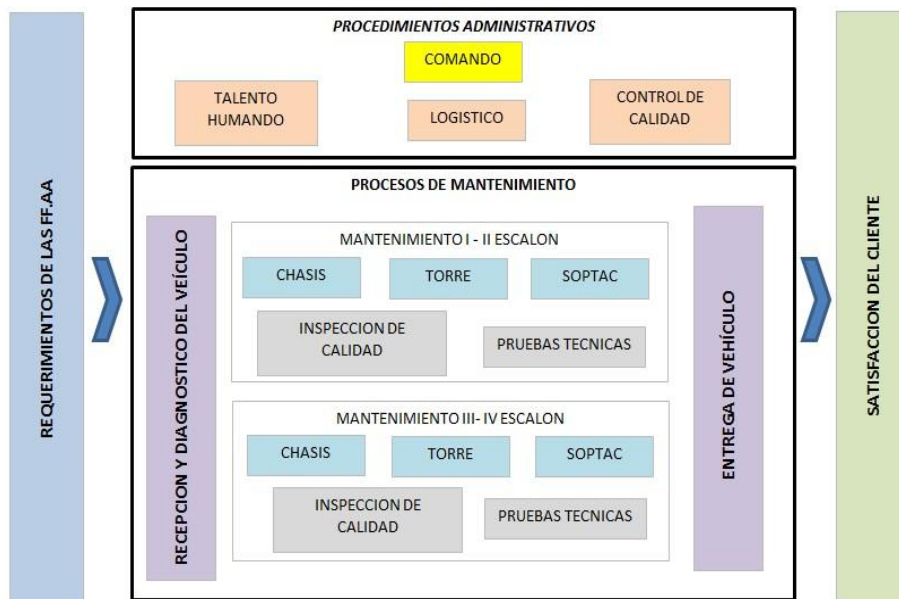 REQUERIMIENTOS DE LAS FF.AA
PROCEDIMIENTOS ADMINISTRATIVOS
COMANDO
TALENTO
HUMANDO
LOGISTICO
CONTROL DE
CALIDAD
PROCESOS DE MANTENIMIENTO
RECEPCION Y DIAGNOSTICO DEL VEÍCULO
MANTENIMIENTO I - II ESCALON
CHASIS
TORRE
SOPTAC
INSPECCION DE
CALIDAD
PRUEBAS TECNICAS
MANTENIMIENTO III- IV ESCALON
CHASIS
TORRE
SOPTAC
INSPECCION DE
CALIDAD
PRUEBAS TECNICAS
ENTREGA DE VEHÍCULO
SATISFACCION DEL CLIENTE